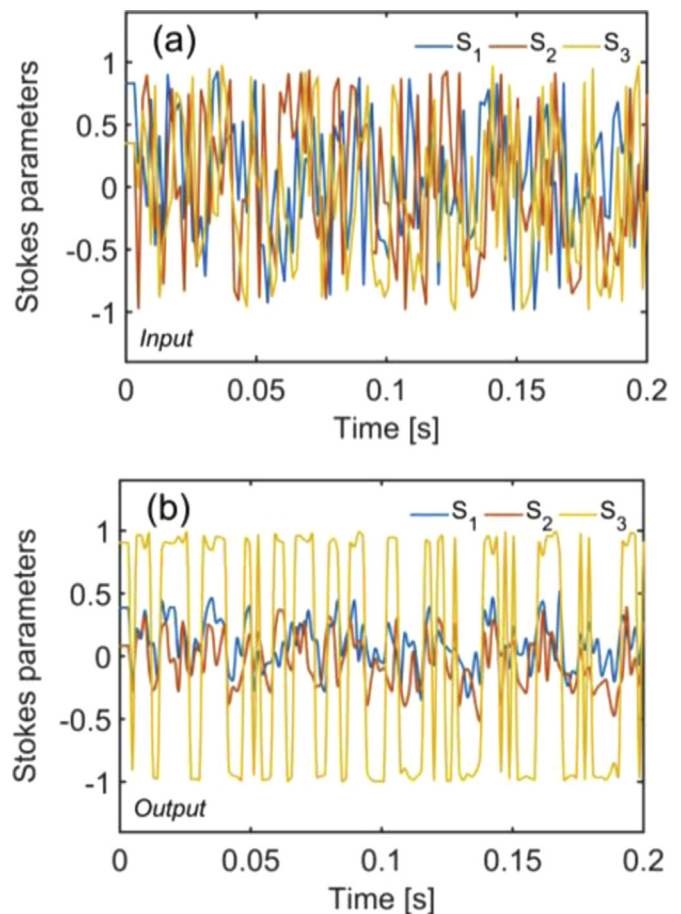 (a)
S1 S2 S3
1
0.5
0
-0.5
-1
Stokes parameters
Input
0 0.05 0.1 0.15 0.2
Time [s]
(b)
S1 S2 S3
1
0.5
0
-0.5
-1
Stokes parameters
Output
0 0.05 0.1 0.15 0.2
Time [s]